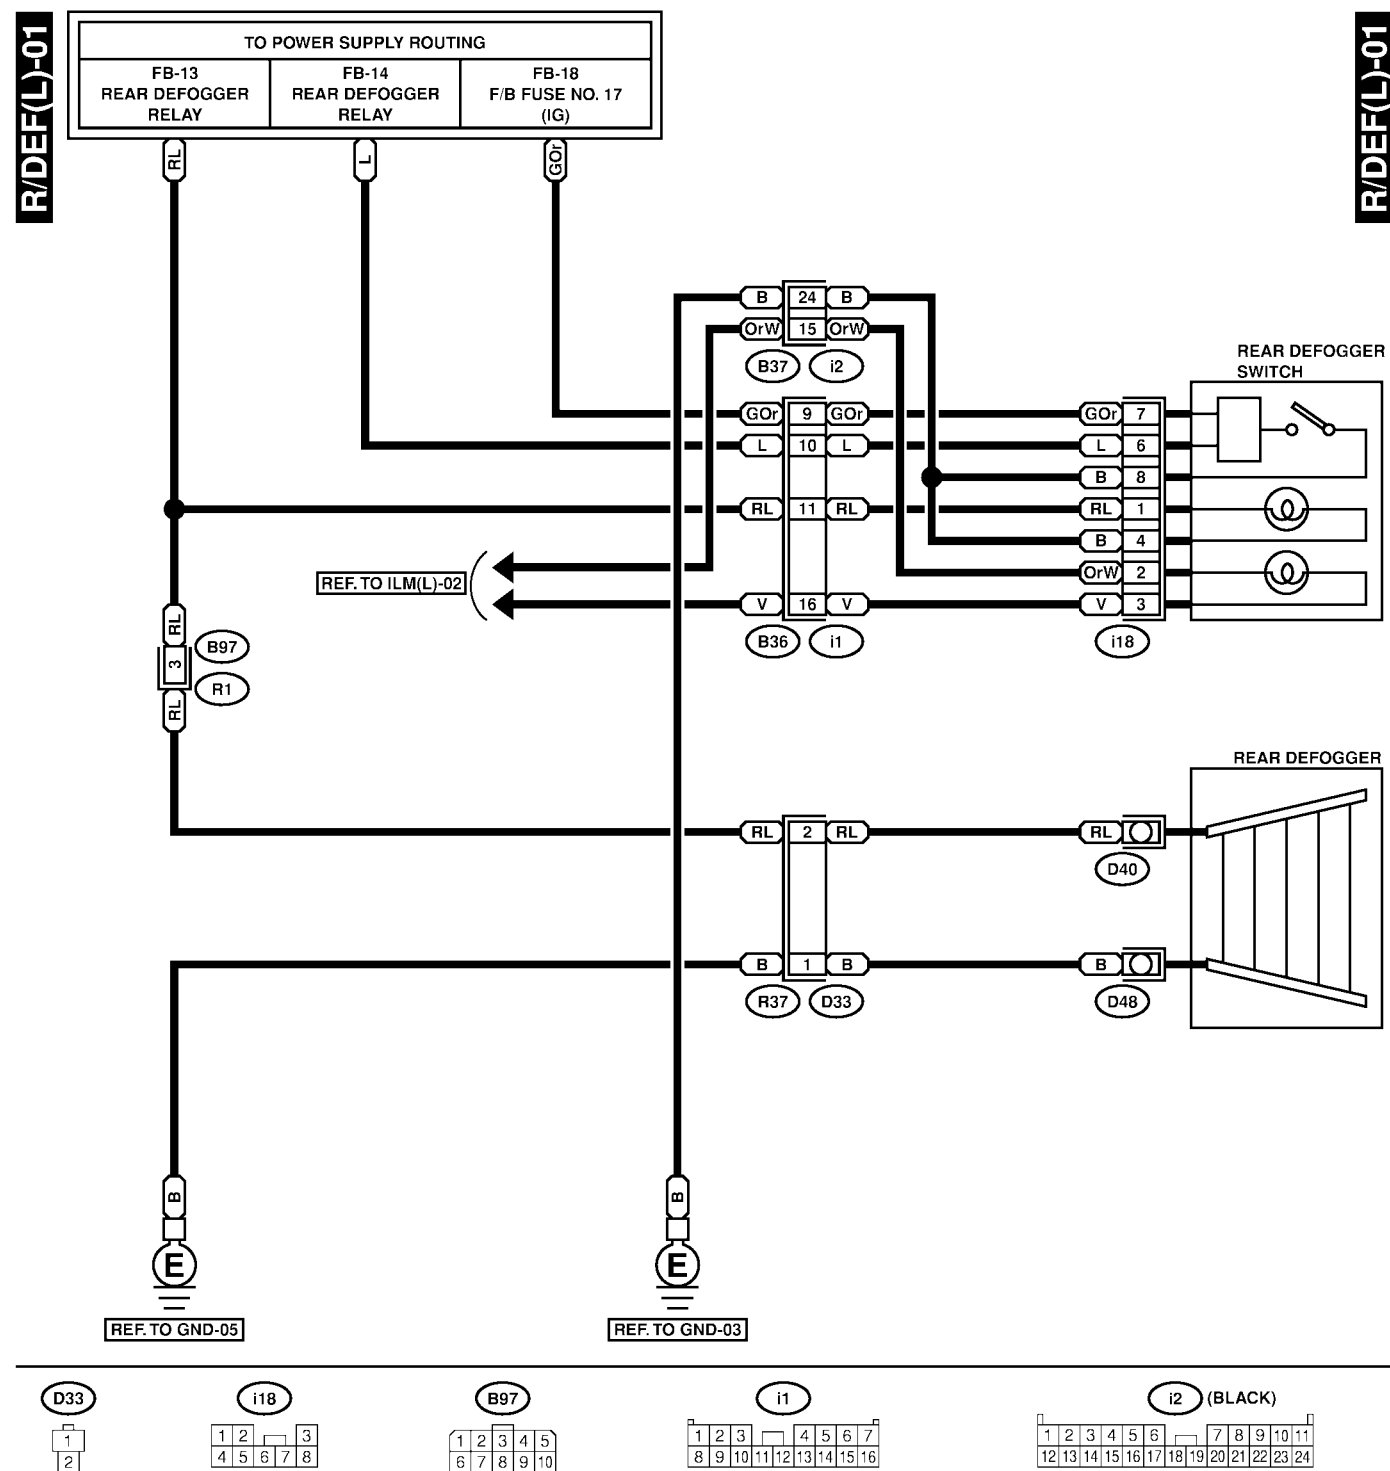 R/DEF(L)-01
R/DEF(L)-01
TO POWER SUPPLY ROUTING
FB-13
REAR DEFOGGER
RELAY
FB-14
REAR DEFOGGER
RELAY
FB-18
F/B FUSE NO. 17
(IG)
RL
L
GOr
B 24 B
OrW 15 OrW
B37 i2
REAR DEFOGGER
SWITCH
GOr 9 GOr GOr 7
L 10 L L 6
B 8
RL 11 RL RL 1
B 4
OrW 2
REF. TO ILM(L)-02
V 16 V V 3
B36 i1 i18
RL
B97
3
R1
RL
REAR DEFOGGER
RL 2 RL RL
D40
B 1 B B
R37 D33 D48
B
B
E
E
REF. TO GND-05
REF. TO GND-03
D33
1
2
i18
1 2 3
4 5 6 7 8
B97
1 2 3 4 5
6 7 8 9 10
i1
1 2 3 4 5 6 7
8 9 10 11 12 13 14 15 16
i2 (BLACK)
1 2 3 4 5 6 7 8 9 10 11
12 13 14 15 16 17 18 19 20 21 22 23 24